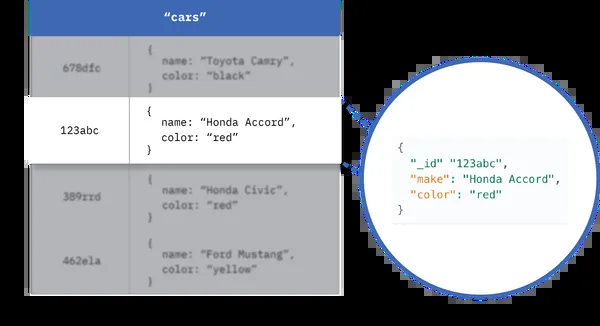 “cars”
678dfc
{
name: “Toyota Camry”,
color: “black”
}
123abc
{
name: “Honda Accord”,
color: “red”
}
389rrd
{
name: “Honda Civic”,
color: “red”
}
462ela
{
name: “Ford Mustang”,
color: “yellow”
}
{
"_id" "123abc",
"make": "Honda Accord",
"color": "red"
}